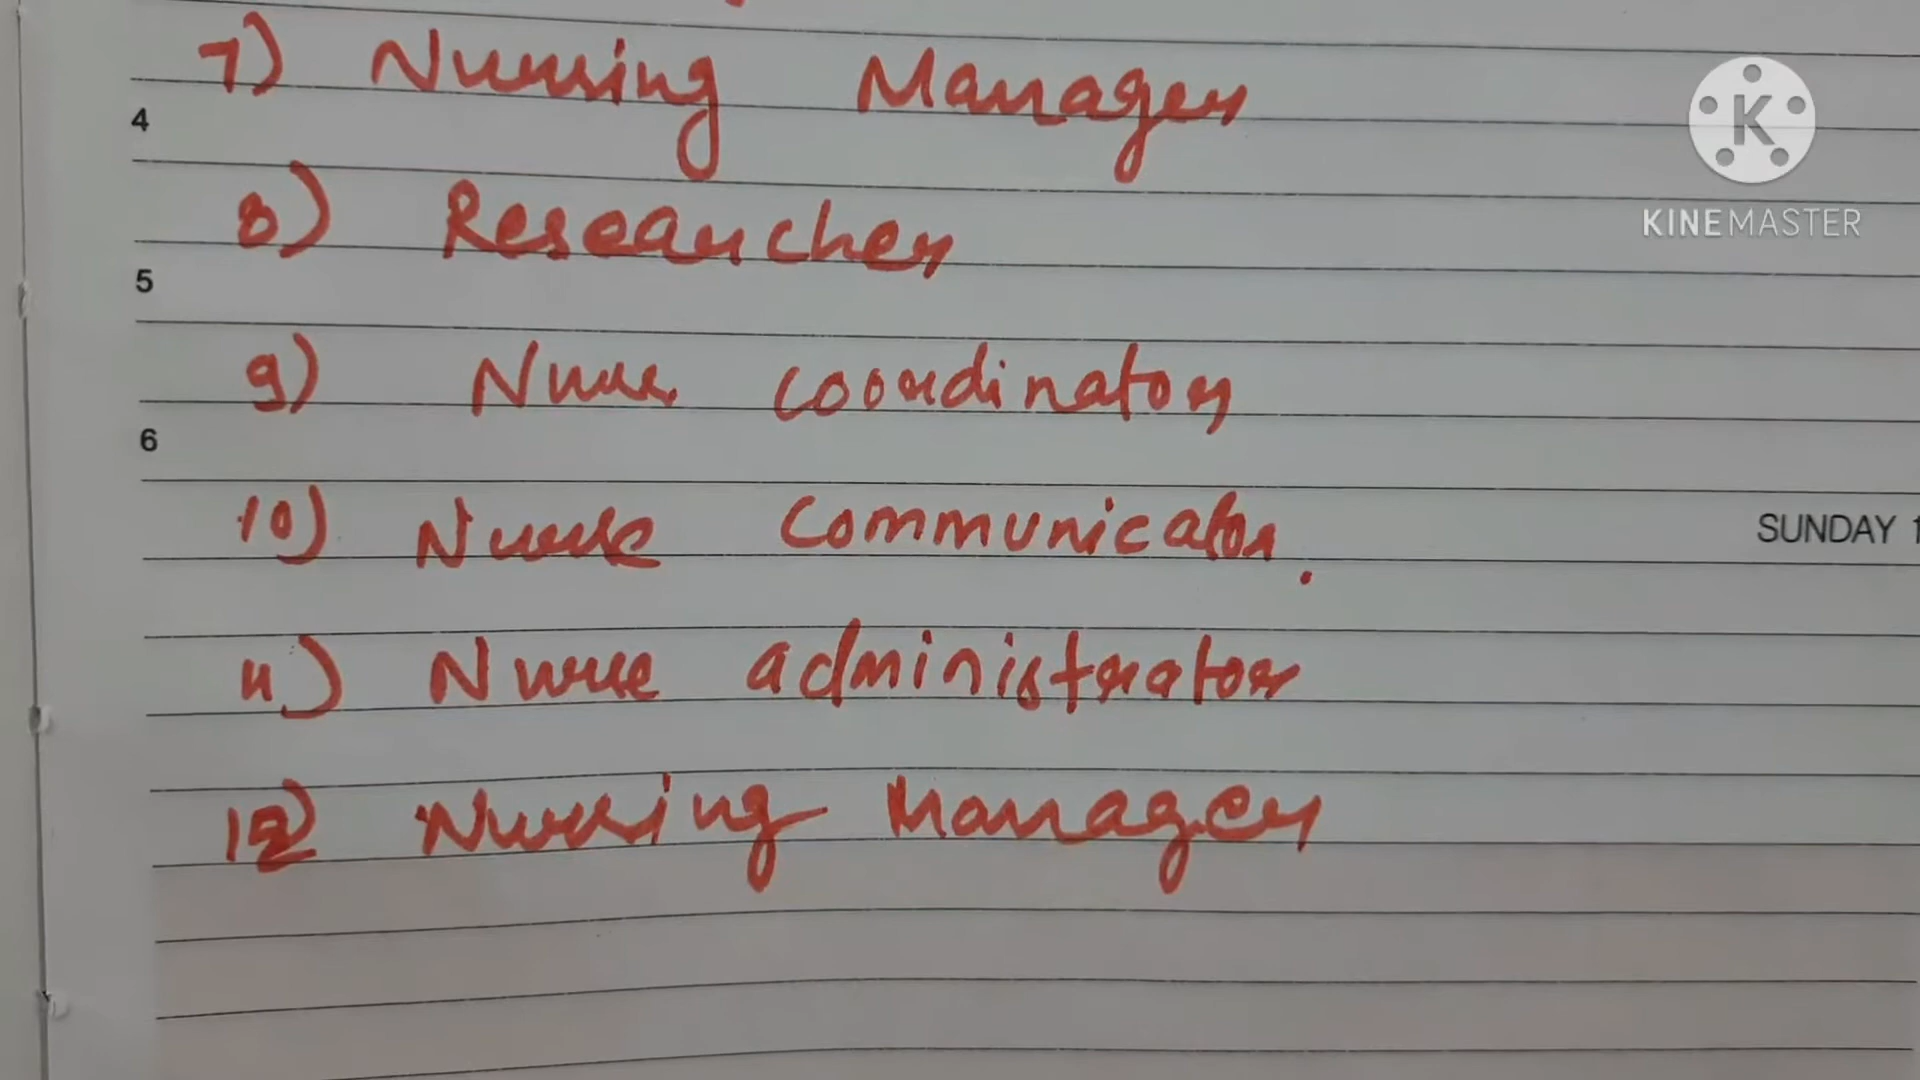 7) Nursing Manager
4
8) Researcher
5
9) Nurse coordinator
6
10) Nurse communicator.
SUNDAY 1
11) Nurse administrator
12) Nursing Manager
K
KINEMASTER